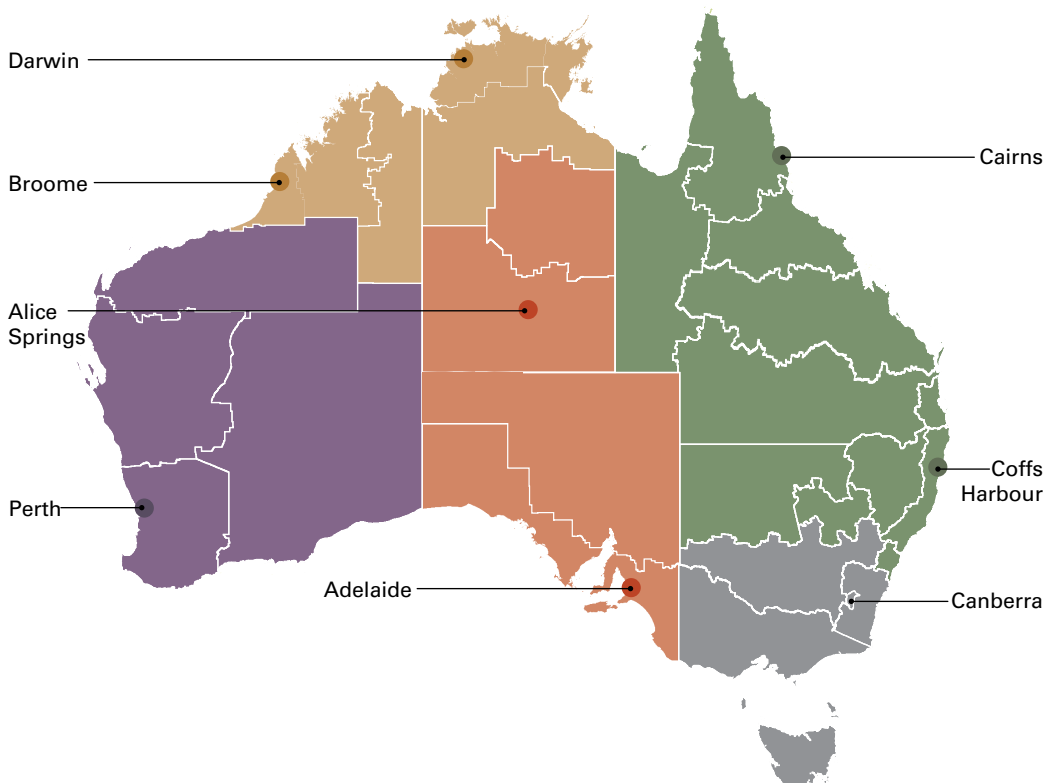 Darwin
Cairns
Broome
Alice
Springs
Coffs
Harbour
Perth
Adelaide
Canberra